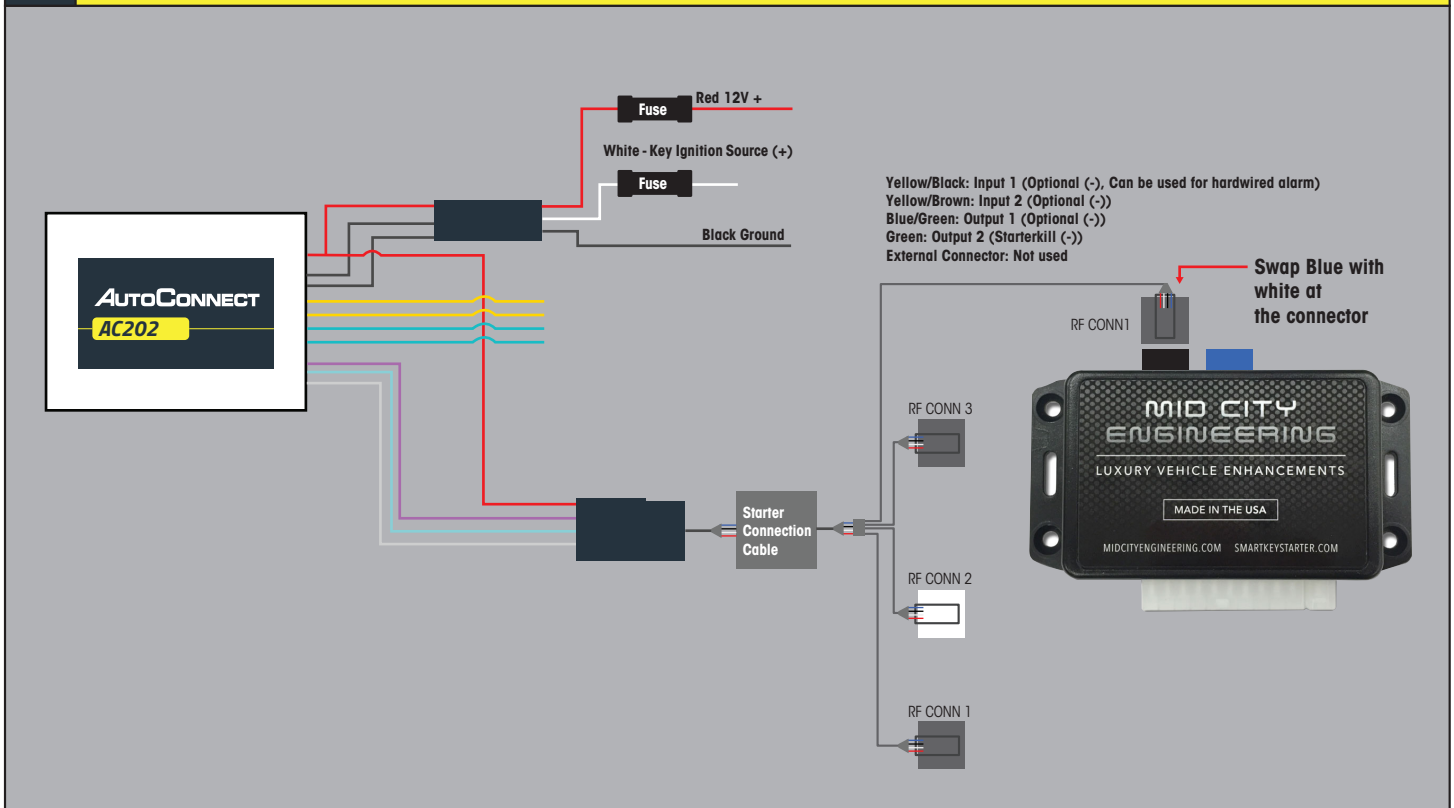 Fuse
Red 12V +
White - Key Ignition Source (+)
Fuse
Black Ground
Yellow/Black: Input 1 (Optional (-), Can be used for hardwired alarm)
Yellow/Brown: Input 2 (Optional (-))
Blue/Green: Output 1 (Optional (-))
Green: Output 2 (Starterkill (-))
External Connector: Not used
AUTOCONNECT
AC202
Swap Blue with
white at
the connector
RF CONN1
RF CONN 3
MID CITY
ENGINEERING
LUXURY VEHICLE ENHANCEMENTS
MADE IN THE USA
MIDCITYENGINEERING.COM SMARTKEYSTARTER.COM
Starter
Connection
Cable
RF CONN 2
RF CONN 1